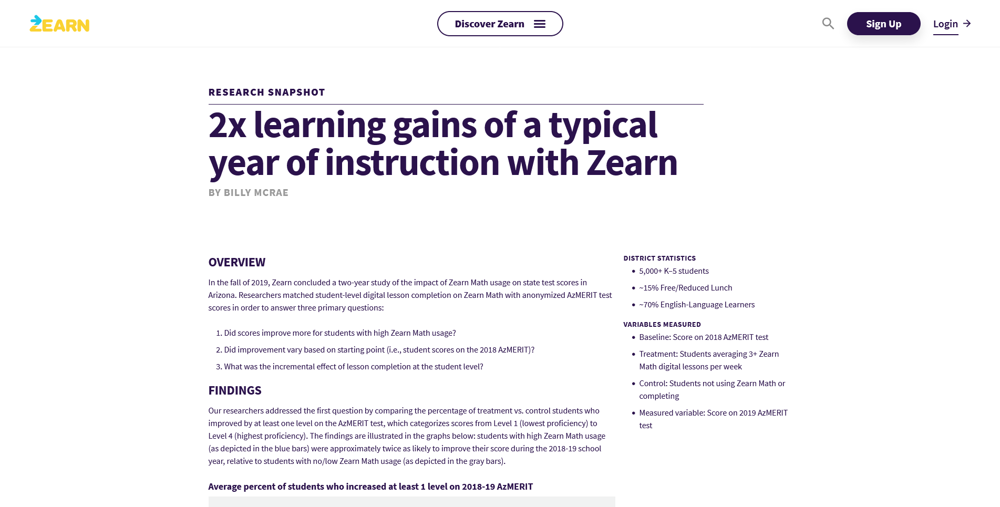 ZEARN
Discover Zearn
Sign Up
Login
RESEARCH SNAPSHOT
2x learning gains of a typical
year of instruction with Zearn
BY BILLY MCRAE
OVERVIEW
In the fall of 2019, Zearn concluded a two-year study of the impact of Zearn Math usage on state test scores in
Arizona. Researchers matched student-level digital lesson completion on Zearn Math with anonymized AzMERIT test
scores in order to answer three primary questions:
1. Did scores improve more for students with high Zearn Math usage?
2. Did improvement vary based on starting point (i.e., student scores on the 2018 AzMERIT)?
3. What was the incremental effect of lesson completion at the student level?
FINDINGS
Our researchers addressed the first question by comparing the percentage of treatment vs. control students who
improved by at least one level on the AzMERIT test, which categorizes scores from Level 1 (lowest proficiency) to
Level 4 (highest proficiency). The findings are illustrated in the graphs below: students with high Zearn Math usage
(as depicted in the blue bars) were approximately twice as likely to improve their score during the 2018-19 school
year, relative to students with no/low Zearn Math usage (as depicted in the gray bars).
Average percent of students who increased at least 1 level on 2018-19 AzMERIT
DISTRICT STATISTICS
• 5,000+ K–5 students
• ~15% Free/Reduced Lunch
• ~70% English-Language Learners
VARIABLES MEASURED
• Baseline: Score on 2018 AzMERIT test
• Treatment: Students averaging 3+ Zearn
Math digital lessons per week
• Control: Students not using Zearn Math or
completing
• Measured variable: Score on 2019 AzMERIT
test